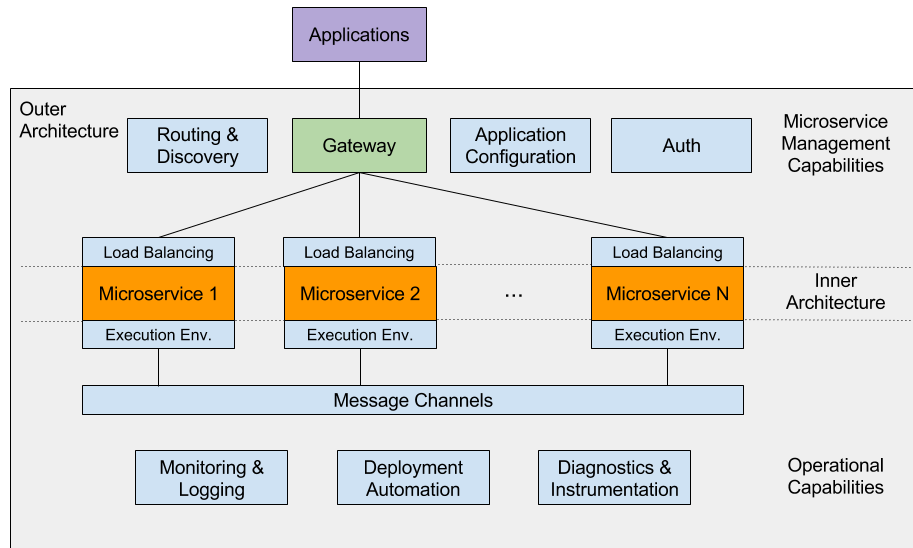 Applications
Outer
Architecture
Routing &
Discovery
Gateway
Application
Configuration
Auth
Microservice
Management
Capabilities
Load Balancing
Load Balancing
Load Balancing
Microservice 1
Microservice 2
...
Microservice N
Inner
Architecture
Execution Env.
Execution Env.
Execution Env.
Message Channels
Monitoring &
Logging
Deployment
Automation
Diagnostics &
Instrumentation
Operational
Capabilities